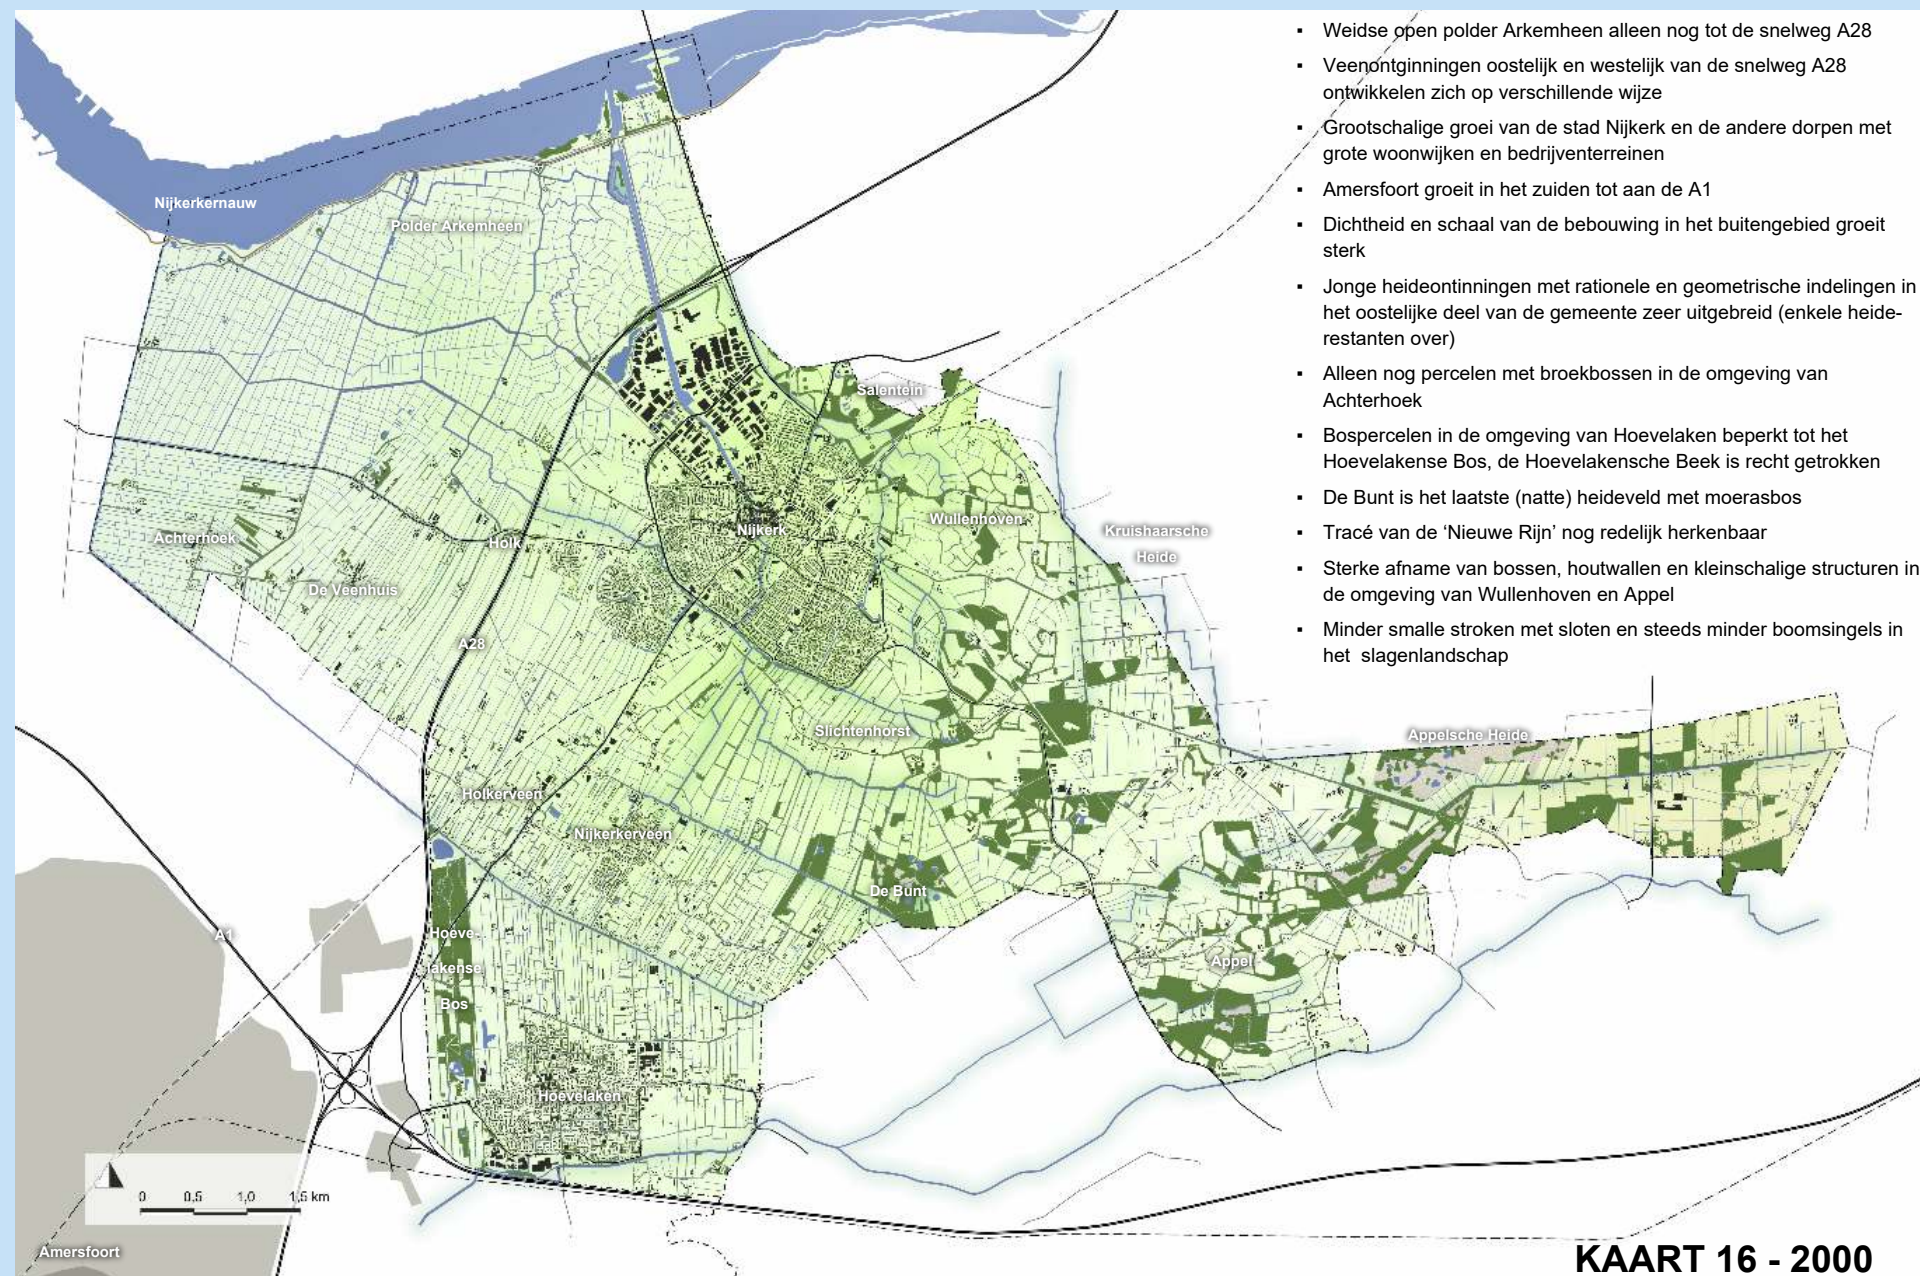 ▪ Weidse open polder Arkemheen alleen nog tot de snelweg A28
▪ Veenontginningen oostelijk en westelijk van de snelweg A28
ontwikkelen zich op verschillende wijze
▪ Grootschalige groei van de stad Nijkerk en de andere dorpen met
grote woonwijken en bedrijventerreinen
▪ Amersfoort groeit in het zuiden tot aan de A1
▪ Dichtheid en schaal van de bebouwing in het buitengebied groeit
sterk
▪ Jonge heideontinningen met rationele en geometrische indelingen in
het oostelijke deel van de gemeente zeer uitgebreid (enkele heide-
restanten over)
▪ Alleen nog percelen met broekbossen in de omgeving van
Achterhoek
▪ Bospercelen in de omgeving van Hoevelaken beperkt tot het
Hoevelakense Bos, de Hoevelakensche Beek is recht getrokken
▪ De Bunt is het laatste (natte) heideveld met moerasbos
▪ Tracé van de ‘Nieuwe Rijn’ nog redelijk herkenbaar
▪ Sterke afname van bossen, houtwallen en kleinschalige structuren in
de omgeving van Wullenhoven en Appel
▪ Minder smalle stroken met sloten en steeds minder boomsingels in
het slagenlandschap
Nijkerkernauw
Polder Arkemheen
Salentein
Wullenhoven
Nijkerk
Kruishaarsche
Heide
Achterhoek
Holk
De Veenhuis
A28
Slichtenhorst
Appelsche Heide
Holkerveen
Nijkerkerveen
De Bunt
A1
Hoeve-
lakense
Bos
Appel
Hoevelaken
0 0,5 1,0 1,5 km
Amersfoort
KAART 16 - 2000